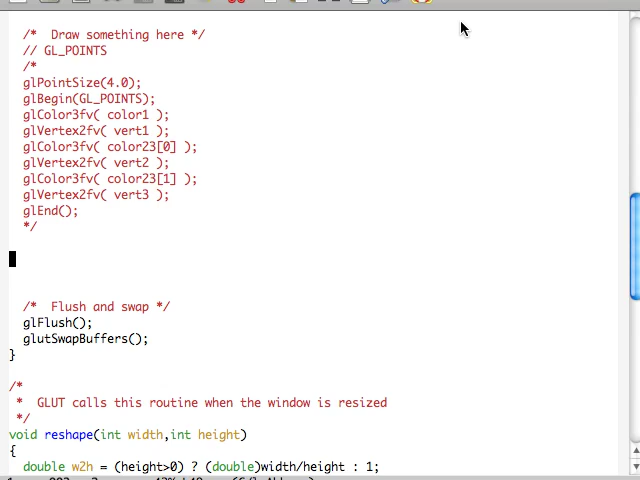 /*  Draw something here */
// GL_POINTS
/*
glPointSize(4.0);
glBegin(GL_POINTS);
glColor3fv( color1 );
glVertex2fv( vert1 );
glColor3fv( color23[0] );
glVertex2fv( vert2 );
glColor3fv( color23[1] );
glVertex2fv( vert3 );
glEnd();
*/
/*  Flush and swap */
glFlush();
glutSwapBuffers();
}
/*
*  GLUT calls this routine when the window is resized
*/
void reshape(int width,int height)
{
double w2h = (height>0) ? (double)width/height : 1;